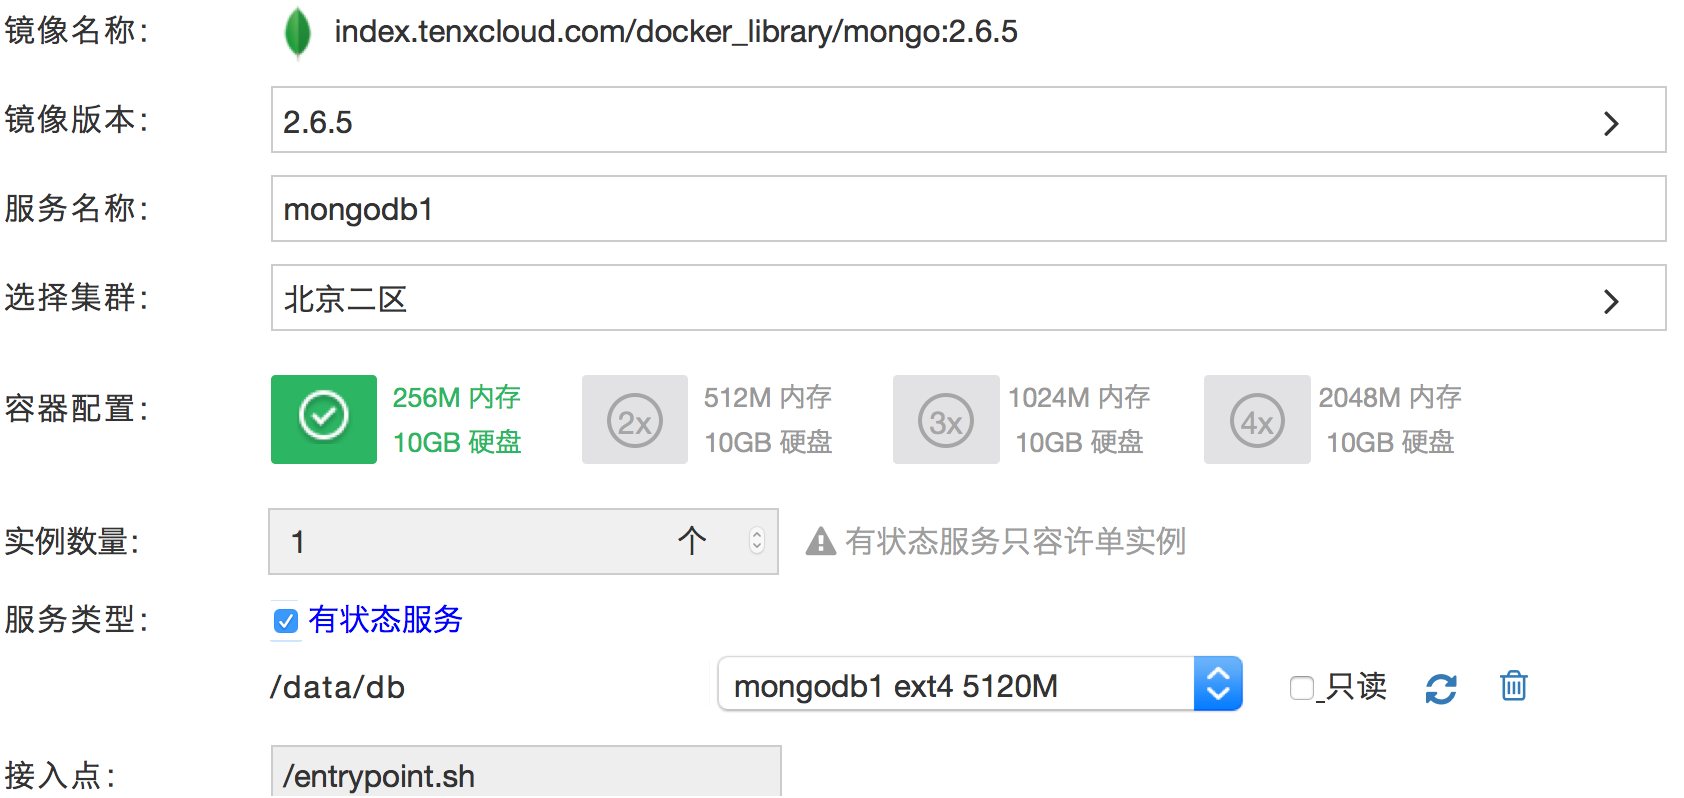 镜像名称： index.tenxcloud.com/docker_library/mongo:2.6.5
镜像版本： 2.6.5
服务名称： mongodb1
选择集群： 北京二区
容器配置： 256M 内存 10GB 硬盘 2x 512M 内存 10GB 硬盘 3x 1024M 内存 10GB 硬盘 4x 2048M 内存 10GB 硬盘
实例数量： 1 个 有状态服务只容许单实例
服务类型： 有状态服务
/data/db mongodb1 ext4 5120M 只读
接入点： /entrypoint.sh